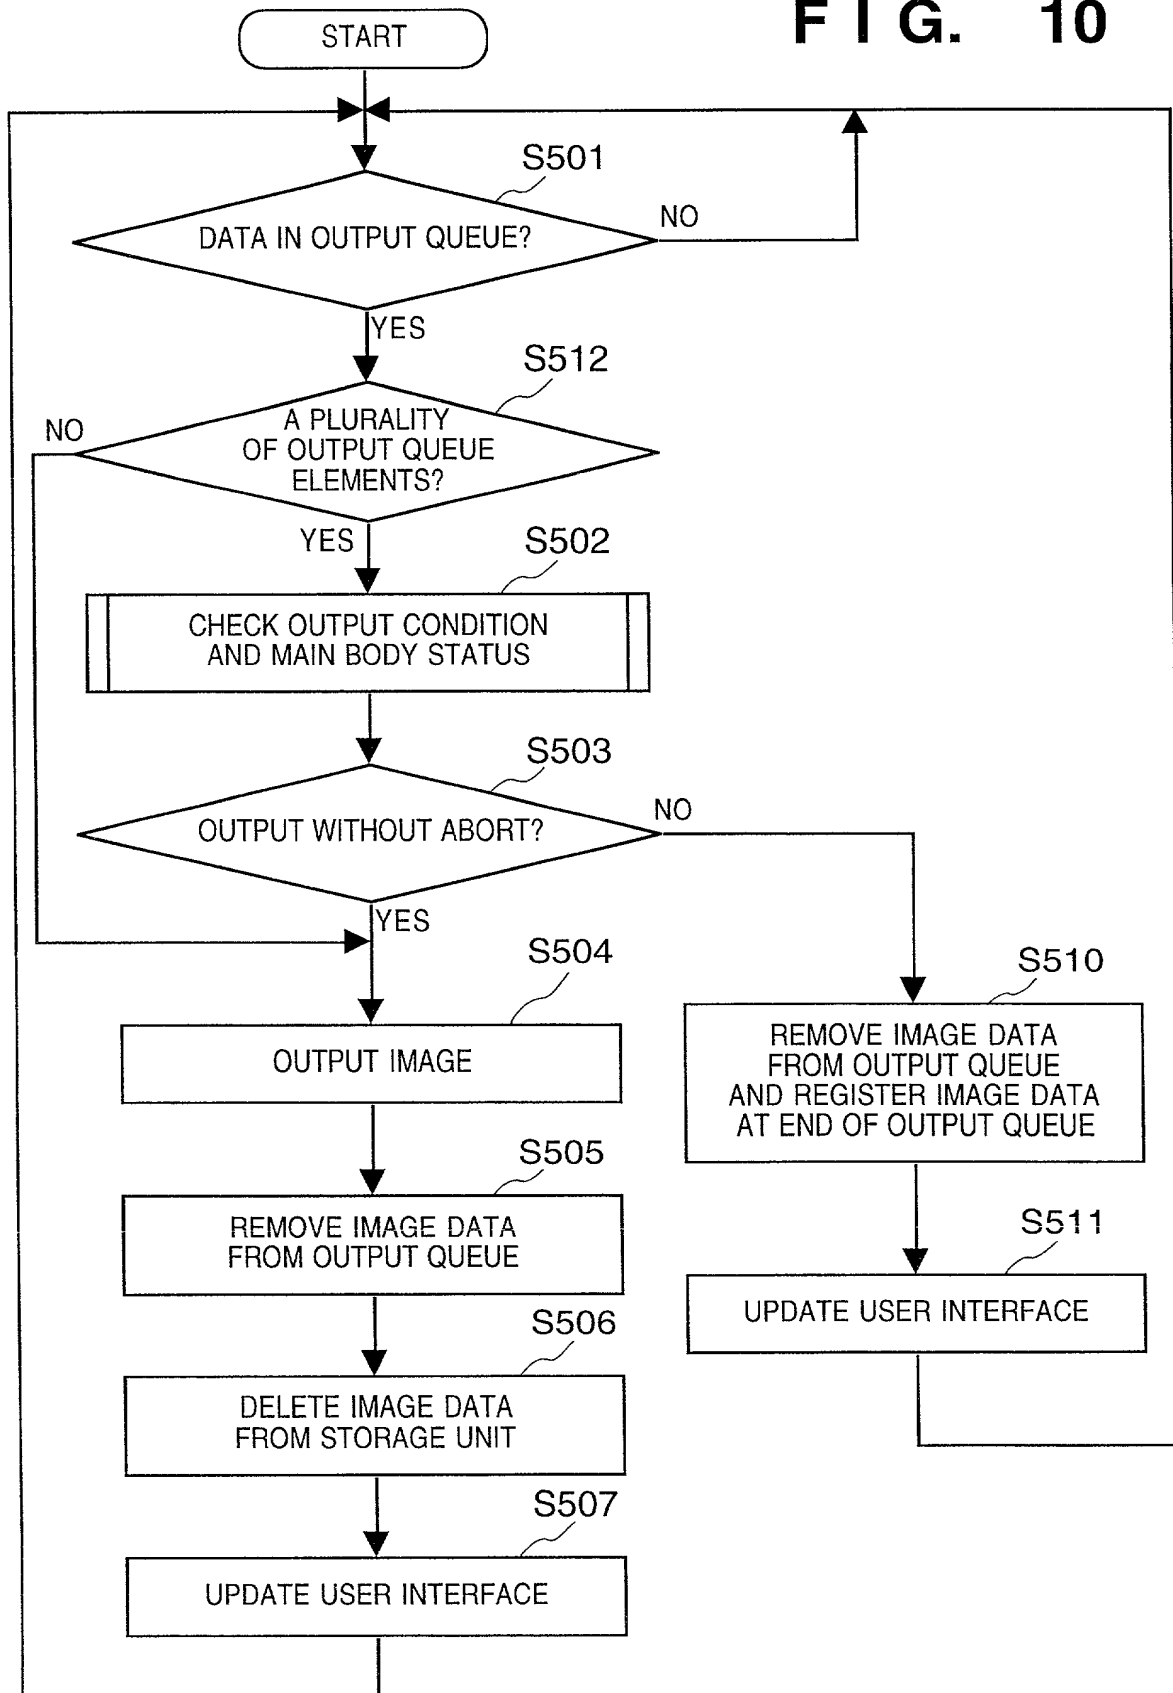 FIG. 10
START
S501
DATA IN OUTPUT QUEUE?
NO
YES
S512
A PLURALITY
OF OUTPUT QUEUE
ELEMENTS?
NO
YES
S502
CHECK OUTPUT CONDITION
AND MAIN BODY STATUS
S503
OUTPUT WITHOUT ABORT?
NO
YES
S504
OUTPUT IMAGE
S510
REMOVE IMAGE DATA
FROM OUTPUT QUEUE
AND REGISTER IMAGE DATA
AT END OF OUTPUT QUEUE
S505
REMOVE IMAGE DATA
FROM OUTPUT QUEUE
S511
UPDATE USER INTERFACE
S506
DELETE IMAGE DATA
FROM STORAGE UNIT
S507
UPDATE USER INTERFACE